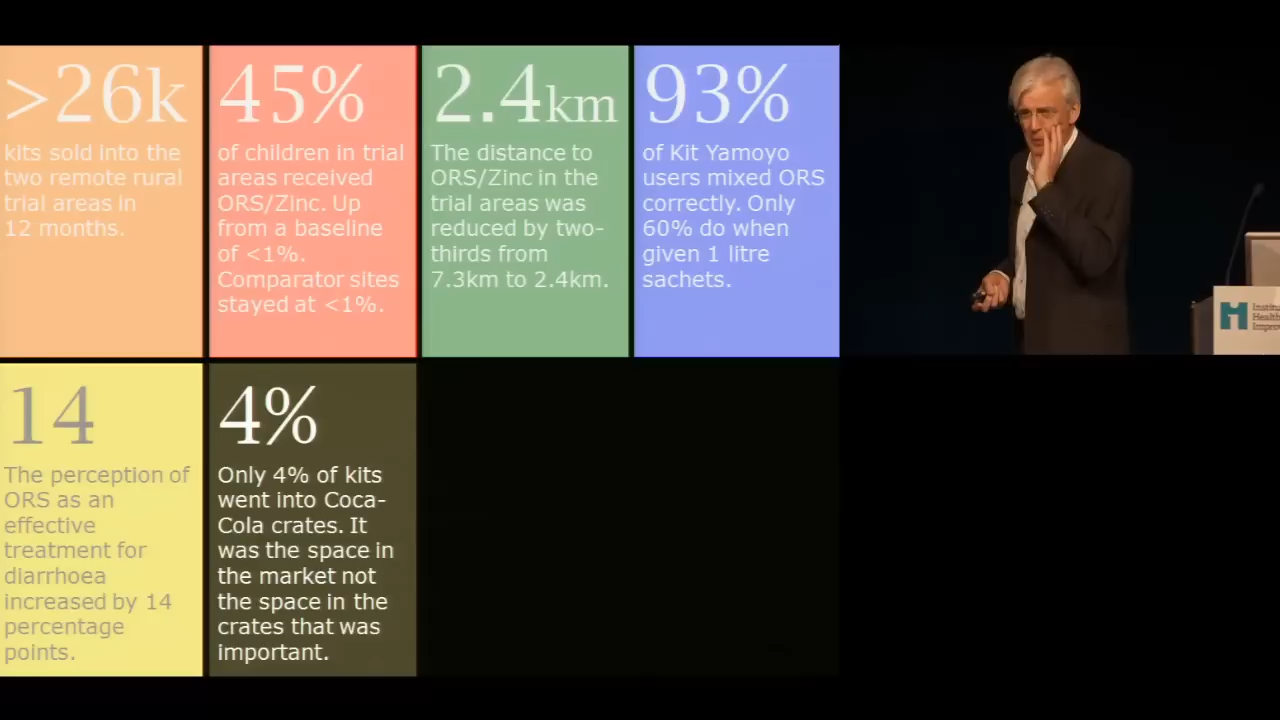 >26k
kits sold into the
two remote rural
trial areas in
12 months.
45%
of children in trial
areas received
ORS/Zinc. Up
from a baseline
of <1%.
Comparator sites
stayed at <1%.
2.4km
The distance to
ORS/Zinc in the
trial areas was
reduced by two-
thirds from
7.3km to 2.4km.
93%
of Kit Yamoyo
users mixed ORS
correctly. Only
60% do when
given 1 litre
sachets.
14
The perception of
ORS as an
effective
treatment for
diarrhoea
increased by 14
percentage
points.
4%
Only 4% of kits
went into Coca-
Cola crates. It
was the space in
the market not
the space in the
crates that was
important.